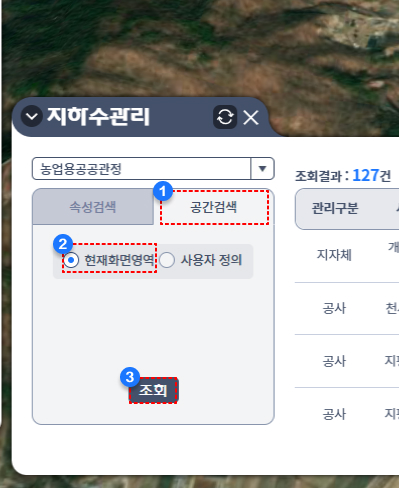 지하수관리
농업용공공관정
조회결과 : 127건
1
속성검색 공간검색
관리구분
2
현재화면영역 사용자 정의
지자체
공사
3
조회
공사
공사